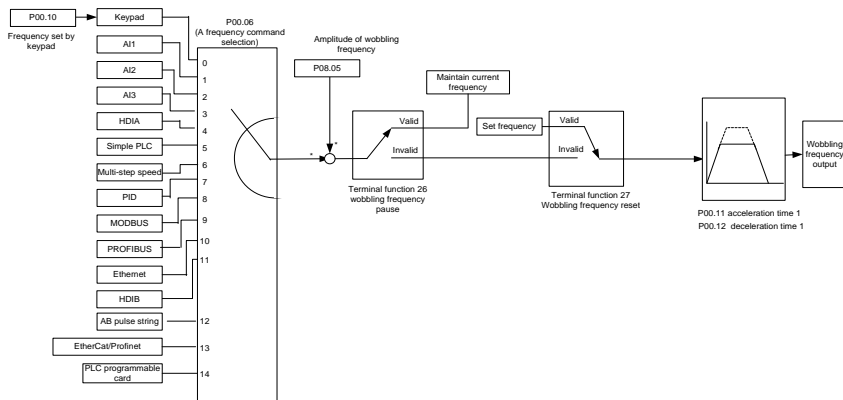 P00.10
Frequency set by
keypad
Keypad
AI1
AI2
AI3
HDIA
Simple PLC
Multi-step speed
PID
MODBUS
PROFIBUS
Ethernet
HDIB
AB pulse string
EtherCat/Profinet
PLC programmable
card
P00.06
(A frequency command
selection)
0
1
2
3
4
5
6
7
8
9
10
11
12
13
14
Amplitude of wobbling
frequency
P08.05
Maintain current
frequency
Valid
Invalid
Terminal function 26
wobbling frequency
pause
Set frequency
Valid
Invalid
Terminal function 27
Wobbling frequency reset
P00.11 acceleration time 1
P00.12 deceleration time 1
Wobbling
frequency
output